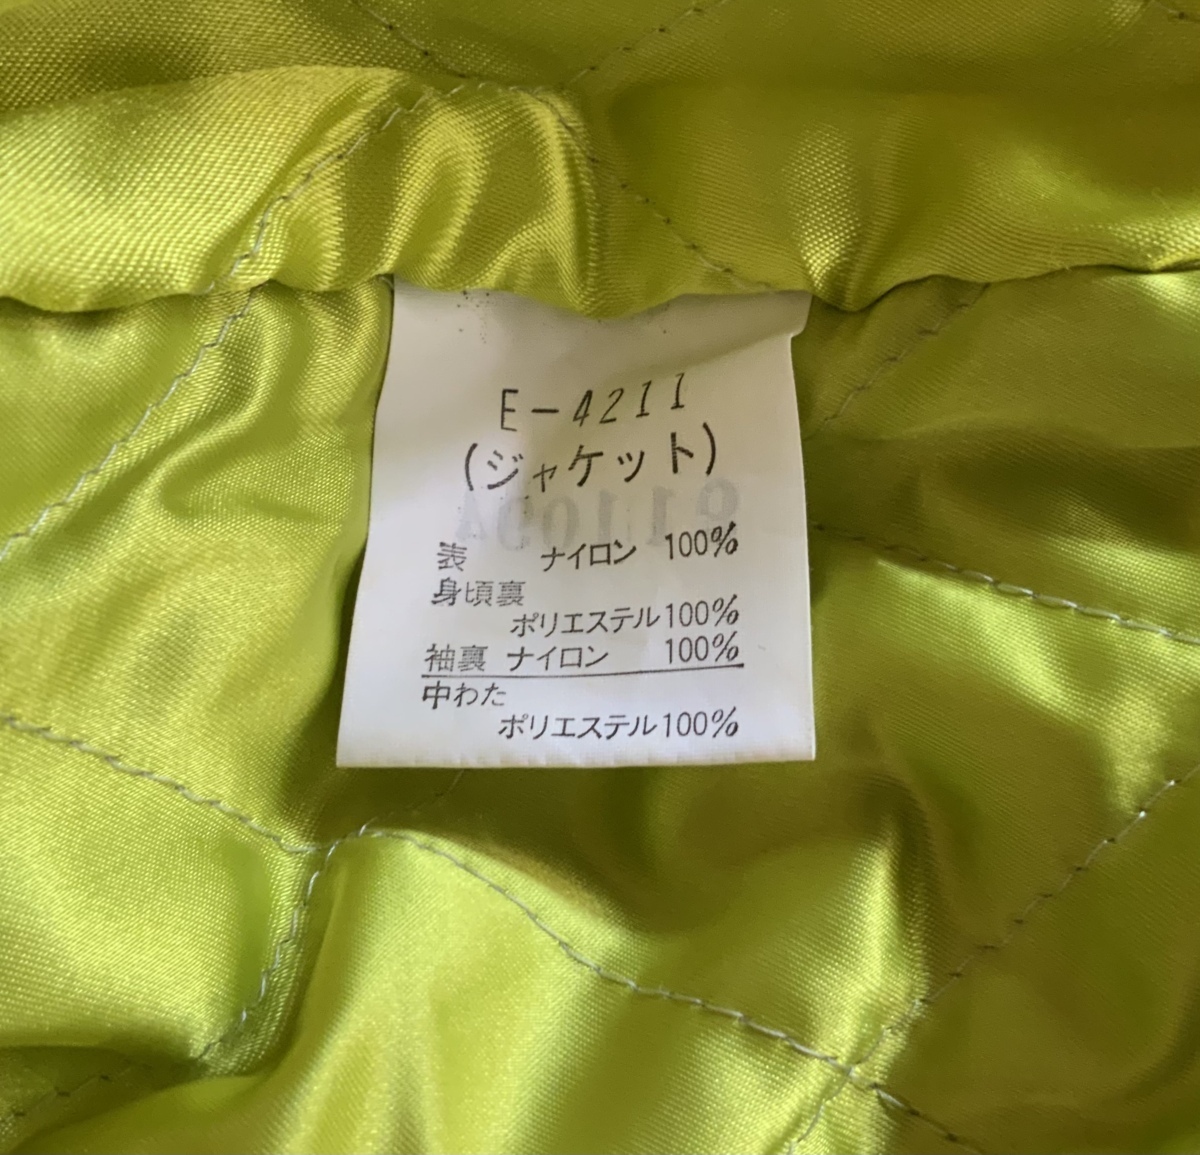 E-4211
(ジャケット)
表 ナイロン 100%
身頃裏
ポリエステル100%
袖裏 ナイロン 100%
中わた
ポリエステル100%